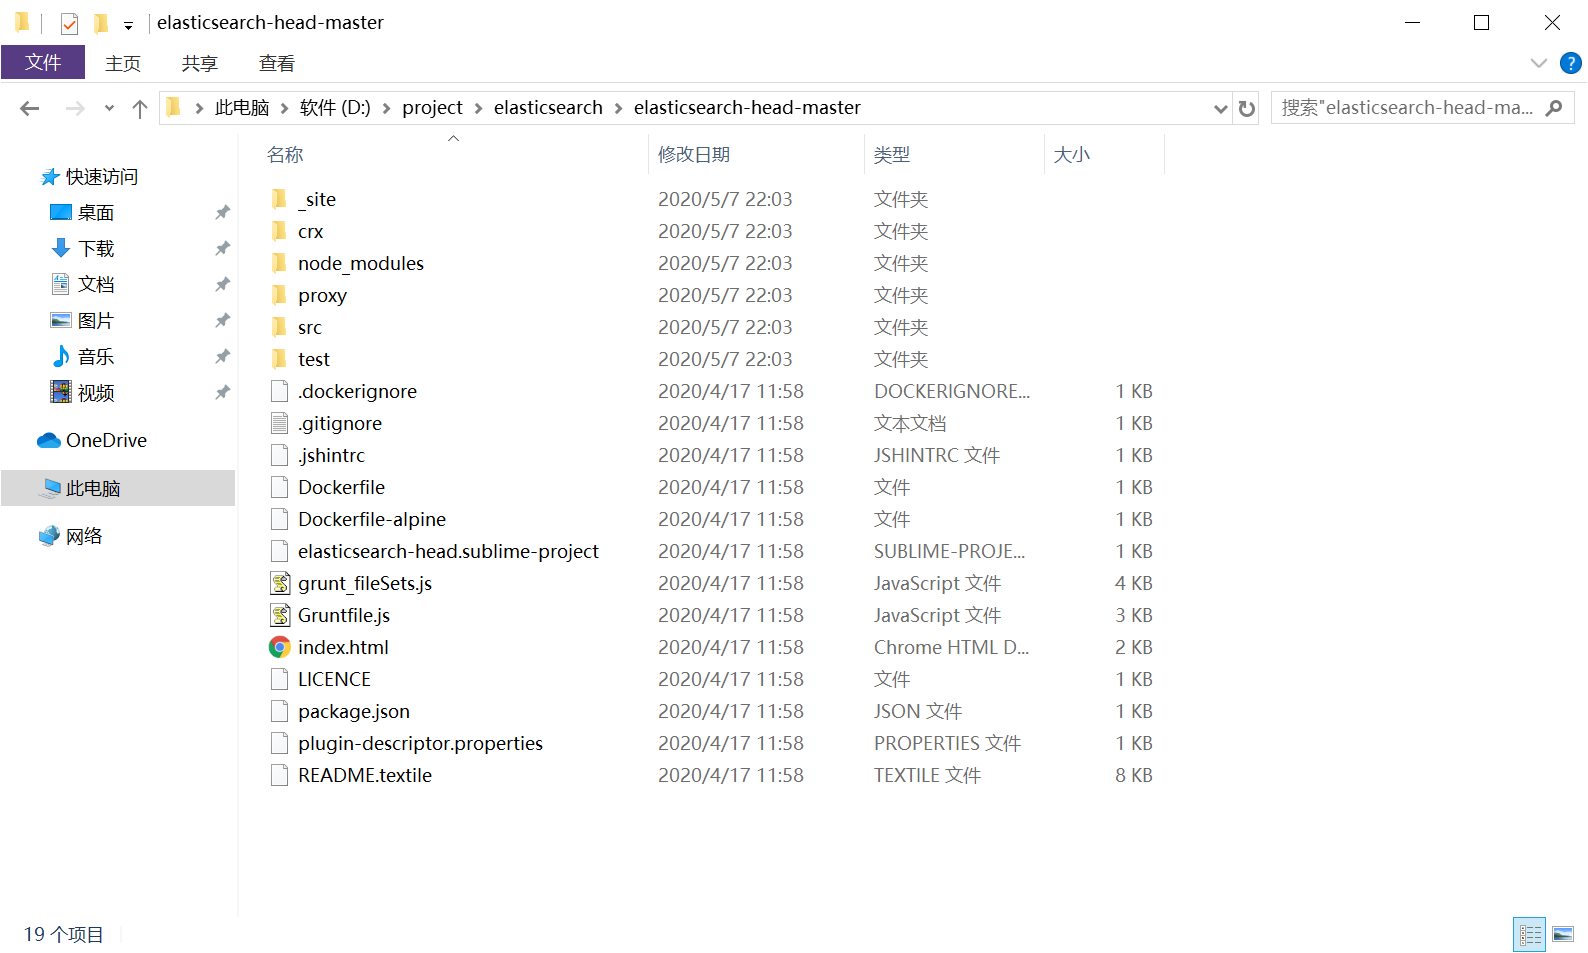 elasticsearch-head-master
文件 主页 共享 查看
此电脑 软件 (D:) project elasticsearch elasticsearch-head-master 搜索"elasticsearch-head-ma...
名称 修改日期 类型 大小
快速访问
桌面
下载
文档
图片
音乐
视频
OneDrive
此电脑
网络
_site 2020/5/7 22:03 文件夹
crx 2020/5/7 22:03 文件夹
node_modules 2020/5/7 22:03 文件夹
proxy 2020/5/7 22:03 文件夹
src 2020/5/7 22:03 文件夹
test 2020/5/7 22:03 文件夹
.dockerignore 2020/4/17 11:58 DOCKERIGNORE... 1 KB
.gitignore 2020/4/17 11:58 文本文档 1 KB
.jshintrc 2020/4/17 11:58 JSHINTRC 文件 1 KB
Dockerfile 2020/4/17 11:58 文件 1 KB
Dockerfile-alpine 2020/4/17 11:58 文件 1 KB
elasticsearch-head.sublime-project 2020/4/17 11:58 SUBLIME-PROJE... 1 KB
grunt_fileSets.js 2020/4/17 11:58 JavaScript 文件 4 KB
Gruntfile.js 2020/4/17 11:58 JavaScript 文件 3 KB
index.html 2020/4/17 11:58 Chrome HTML D... 2 KB
LICENCE 2020/4/17 11:58 文件 1 KB
package.json 2020/4/17 11:58 JSON 文件 1 KB
plugin-descriptor.properties 2020/4/17 11:58 PROPERTIES 文件 1 KB
README.textile 2020/4/17 11:58 TEXTILE 文件 8 KB
19 个项目